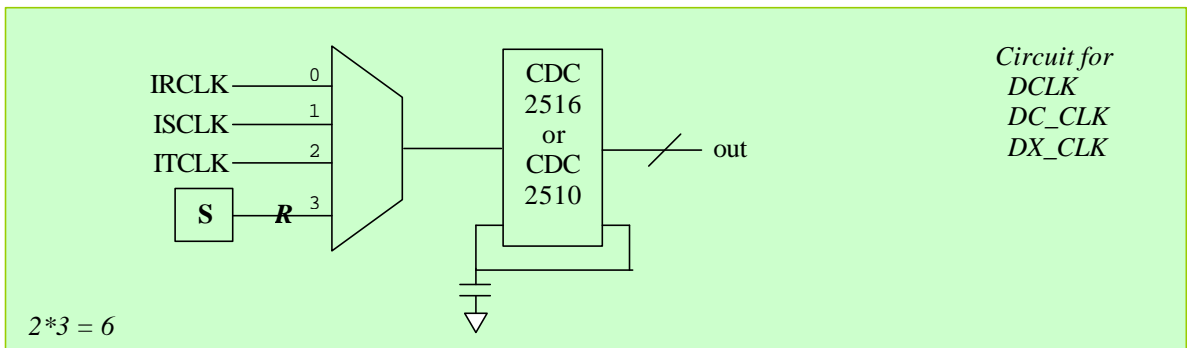 IRCLK 0
ISCLK 1
ITCLK 2
S R 3
CDC
2516
or
CDC
2510
out
Circuit for
DCLK
DC_CLK
DX_CLK
2*3 = 6